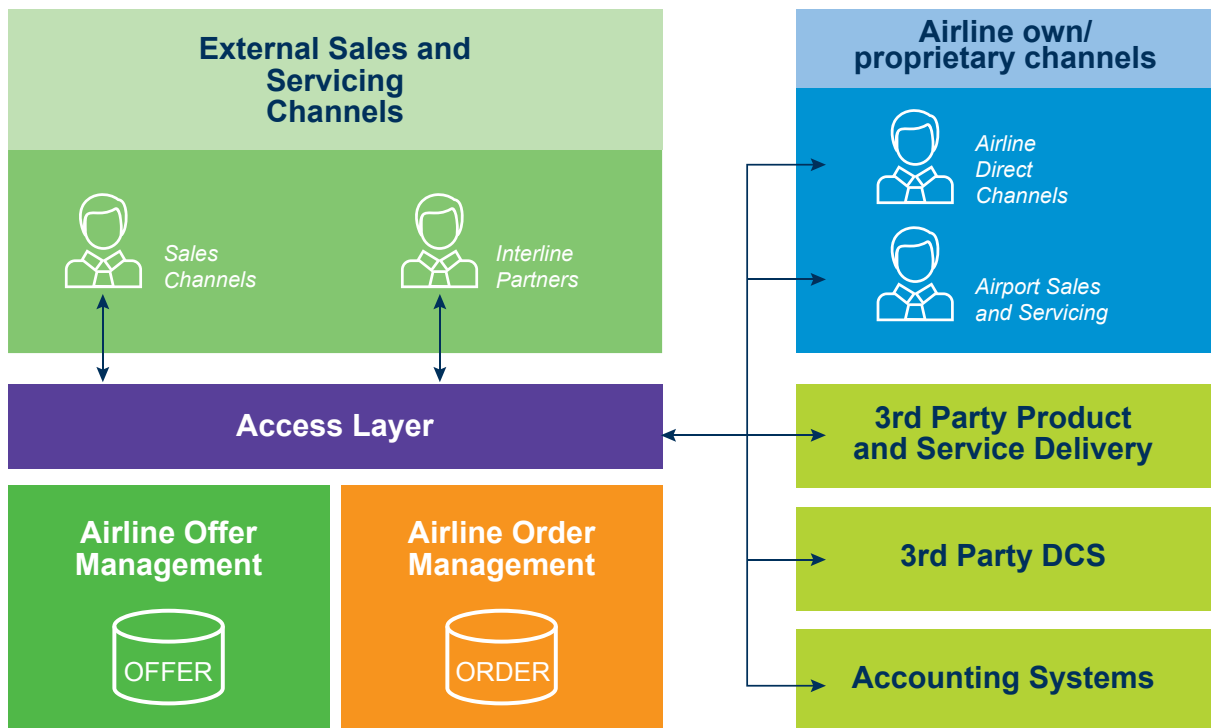 External Sales and
Servicing
Channels
Sales
Channels
Interline
Partners
Access Layer
Airline Offer
Management
OFFER
Airline Order
Management
ORDER
Airline own/
proprietary channels
Airline
Direct
Channels
Airport Sales
and Servicing
3rd Party Product
and Service Delivery
3rd Party DCS
Accounting Systems